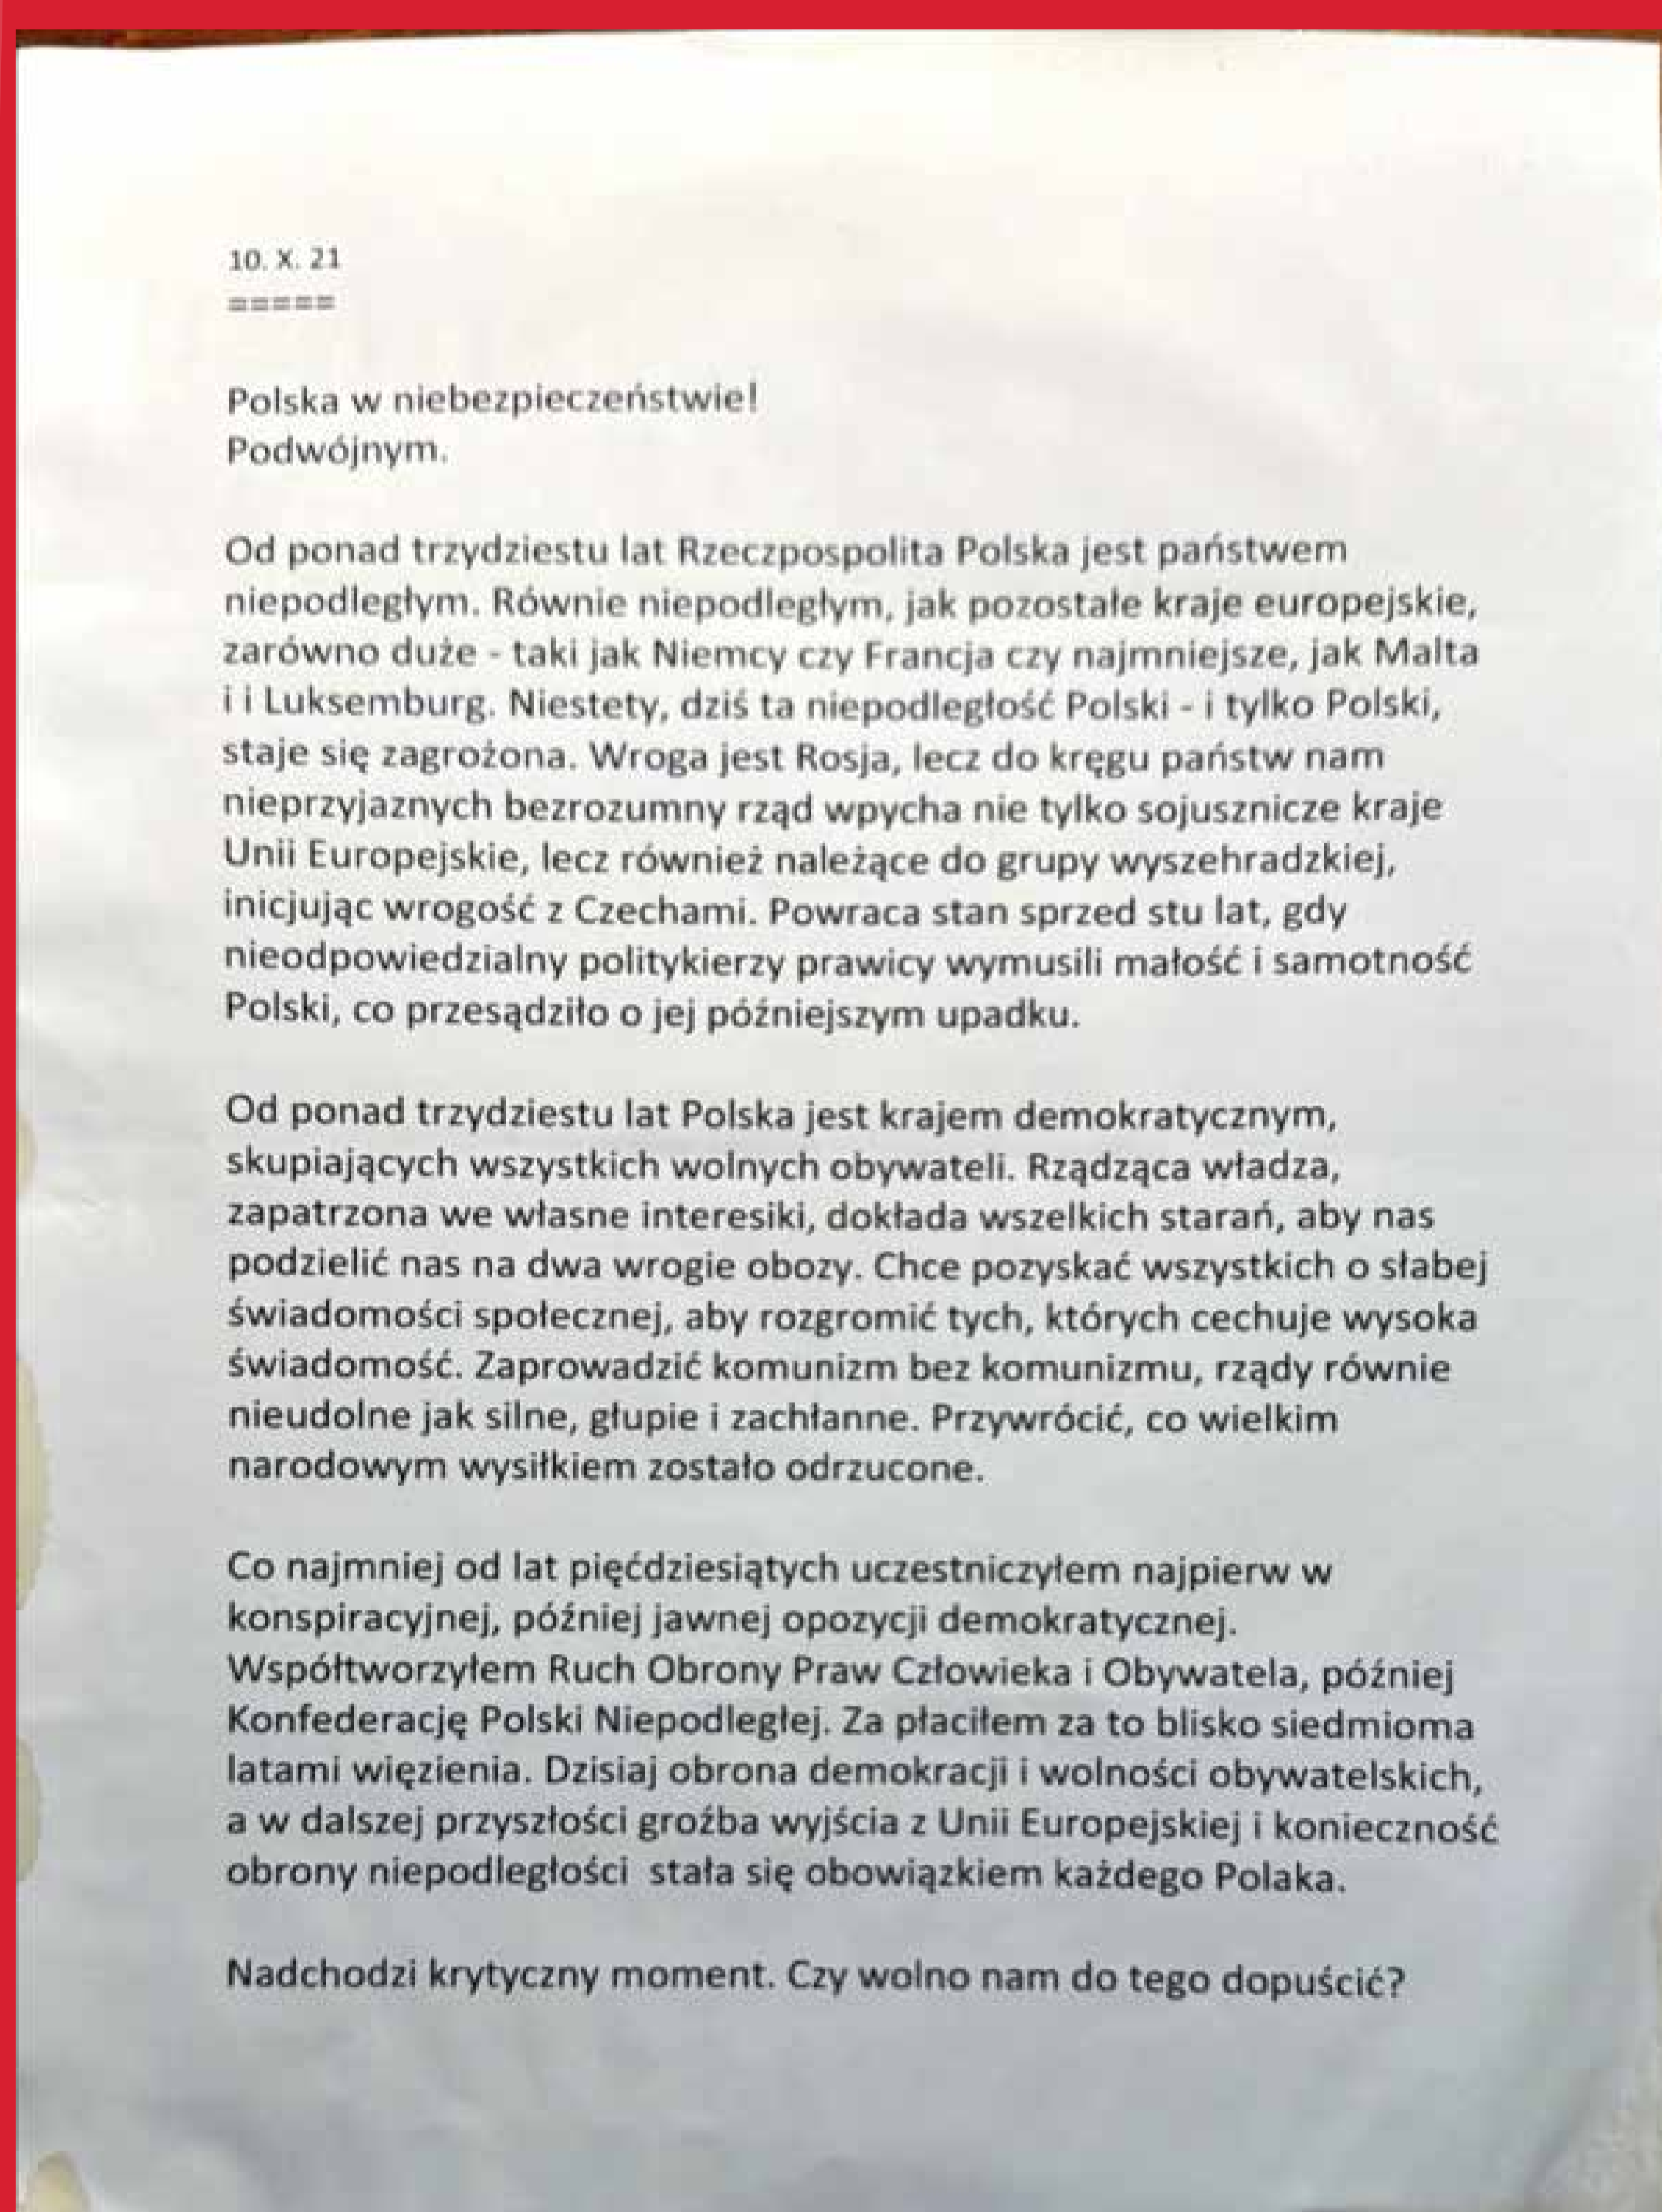 10. X. 21
=====
Polska w niebezpieczeństwie!
Podwójnym.
Od ponad trzydziestu lat Rzeczpospolita Polska jest państwem
niepodległym. Równie niepodległym, jak pozostałe kraje europejskie,
zarówno duże - taki jak Niemcy czy Francja czy najmniejsze, jak Malta
i i Luksemburg. Niestety, dziś ta niepodległość Polski - i tylko Polski,
staje się zagrożona. Wroga jest Rosja, lecz do kręgu państw nam
nieprzyjaznych bezrozumny rząd wpycha nie tylko sojusznicze kraje
Unii Europejskie, lecz również należące do grupy wyszehradzkiej,
inicjując wrogość z Czechami. Powraca stan sprzed stu lat, gdy
nieodpowiedzialny politykierzy prawicy wymusili małość i samotność
Polski, co przesądziło o jej późniejszym upadku.
Od ponad trzydziestu lat Polska jest krajem demokratycznym,
skupiających wszystkich wolnych obywateli. Rządząca władza,
zapatrzona we własne interesiki, dokłada wszelkich starań, aby nas
podzielić nas na dwa wrogie obozy. Chce pozyskać wszystkich o słabej
świadomości społecznej, aby rozgromić tych, których cechuje wysoka
świadomość. Zaprowadzić komunizm bez komunizmu, rządy równie
nieudolne jak silne, głupie i zachłanne. Przywrócić, co wielkim
narodowym wysiłkiem zostało odrzucone.
Co najmniej od lat pięćdziesiątych uczestniczyłem najpierw w
konspiracyjnej, później jawnej opozycji demokratycznej.
Współtworzyłem Ruch Obrony Praw Człowieka i Obywatela, później
Konfederację Polski Niepodległej. Za płaciłem za to blisko siedmioma
latami więzienia. Dzisiaj obrona demokracji i wolności obywatelskich,
a w dalszej przyszłości groźba wyjścia z Unii Europejskiej i konieczność
obrony niepodległości  stała się obowiązkiem każdego Polaka.
Nadchodzi krytyczny moment. Czy wolno nam do tego dopuścić?